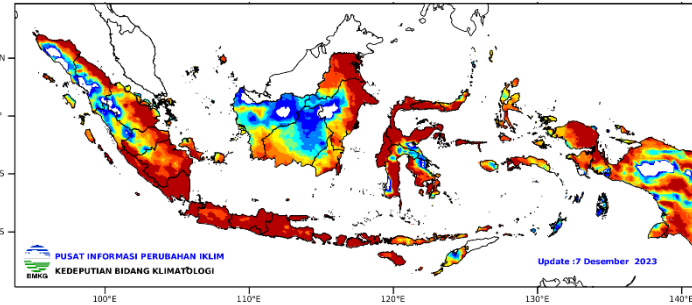 N
S
S
PUSAT INFORMASI PERUBAHAN IKLIM
KEDEPUTIAN BIDANG KLIMATOLOGI
BMKG
Update :7 Desember 2023
100°E 110°E 120°E 130°E 140°E